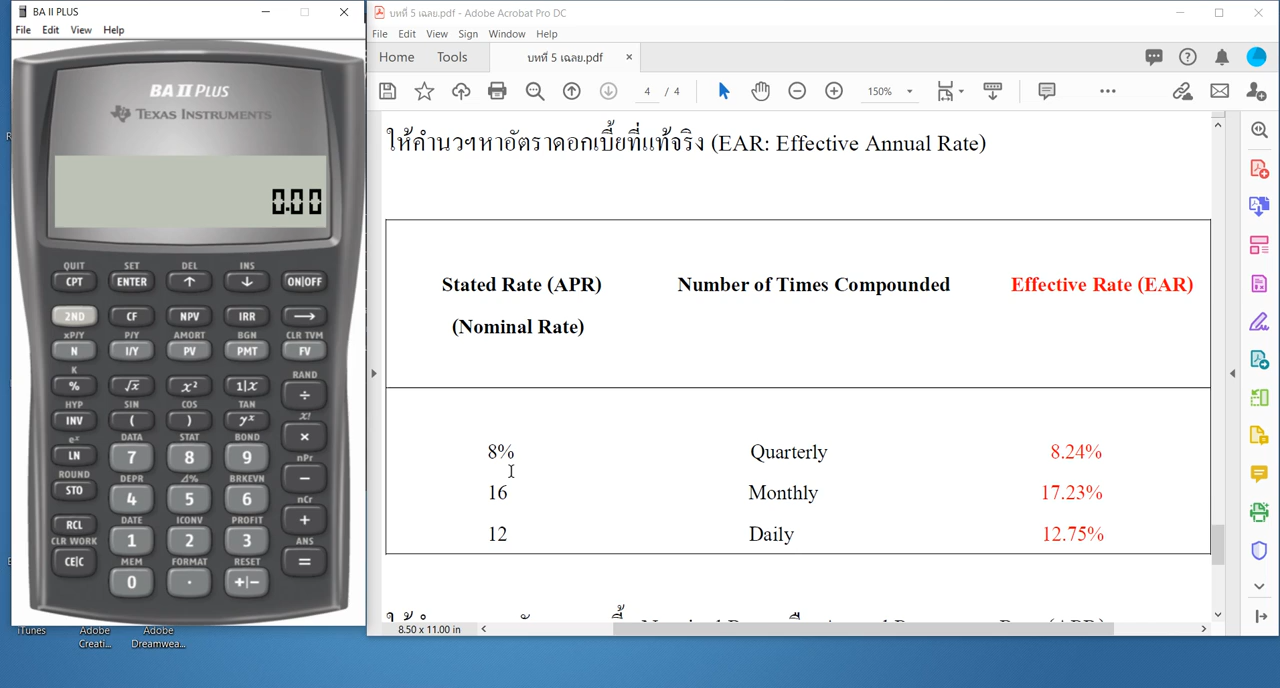 BA II PLUS
File Edit View Help
BA II PLUS
TEXAS INSTRUMENTS
0.00
QUIT SET DEL INS
CPT ENTER ↑ ↓ ON|OFF
2ND CF NPV IRR →
xP/Y P/Y AMORT BGN CLR TVM
N I/Y PV PMT FV
K RAND
% √x x² 1|x ÷
HYP SIN COS TAN x!
INV ( ) yˣ ×
eˣ DATA STAT BOND nPr
LN 7 8 9 −
ROUND DEPR Δ% BRKEVN nCr
STO 4 5 6 +
DATE ICONV PROFIT ANS
RCL 1 2 3 =
CLR WORK MEM FORMAT RESET
CE|C 0 . +|−
iTunes Adobe Creati... Adobe Dreamwea...
บทที่ 5 เฉลย.pdf - Adobe Acrobat Pro DC
File Edit View Sign Window Help
Home Tools บทที่ 5 เฉลย.pdf ×
4 / 4 150%
ให้คำนวฯหาอัตราดอกเบี้ยที่แท้จริง (EAR: Effective Annual Rate)
Stated Rate (APR) Number of Times Compounded Effective Rate (EAR)
(Nominal Rate)
8% Quarterly 8.24%
16 Monthly 17.23%
12 Daily 12.75%
8.50 x 11.00 in